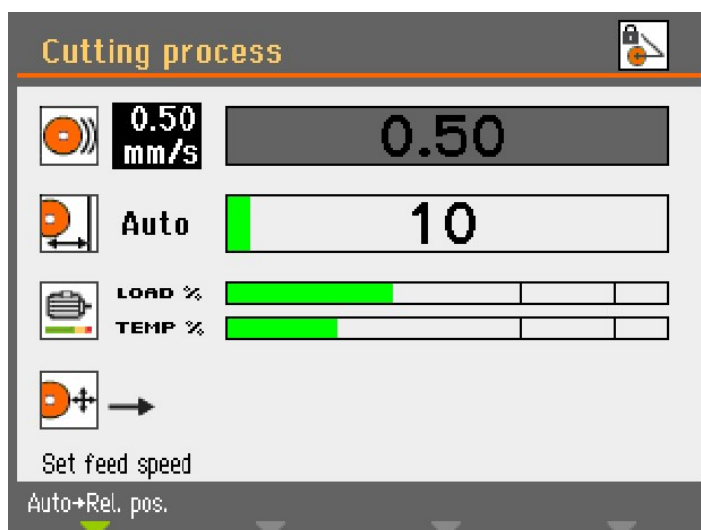 Cutting process
0.50
mm/s
0.50
Auto
10
LOAD %
TEMP %
Set feed speed
Auto→Rel. pos.